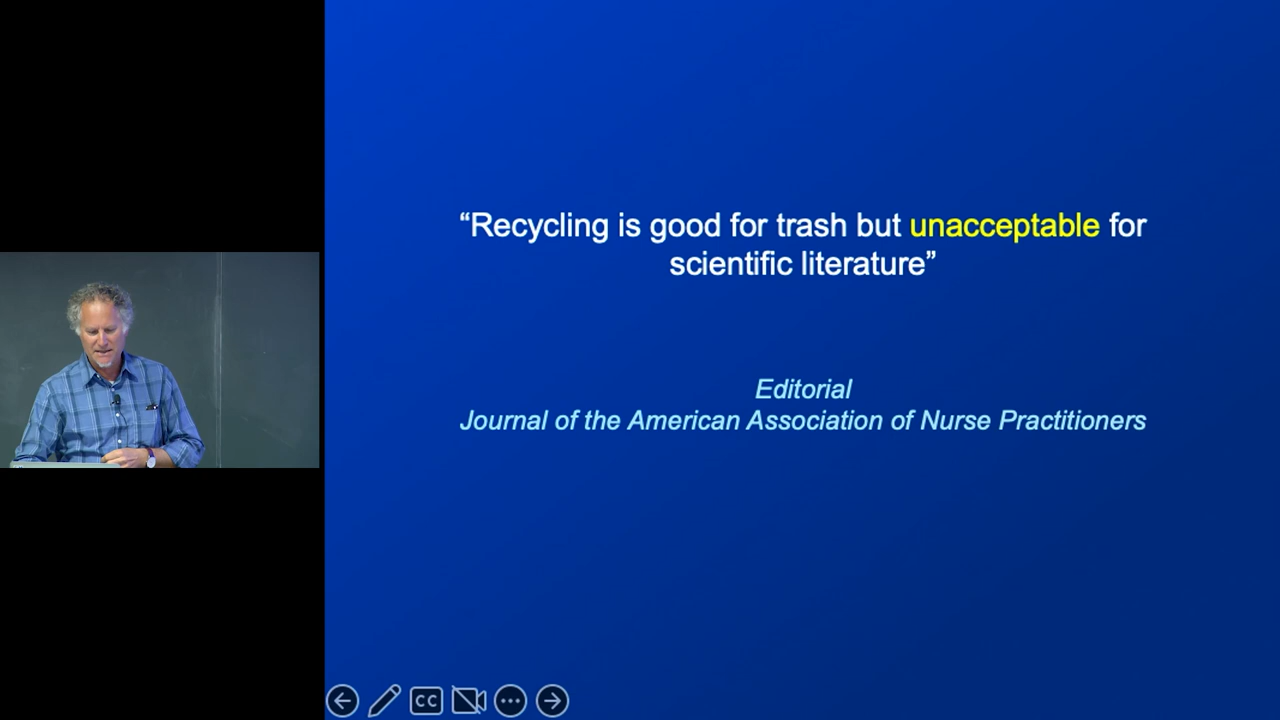 “Recycling is good for trash but unacceptable for
scientific literature”
Editorial
Journal of the American Association of Nurse Practitioners
CC